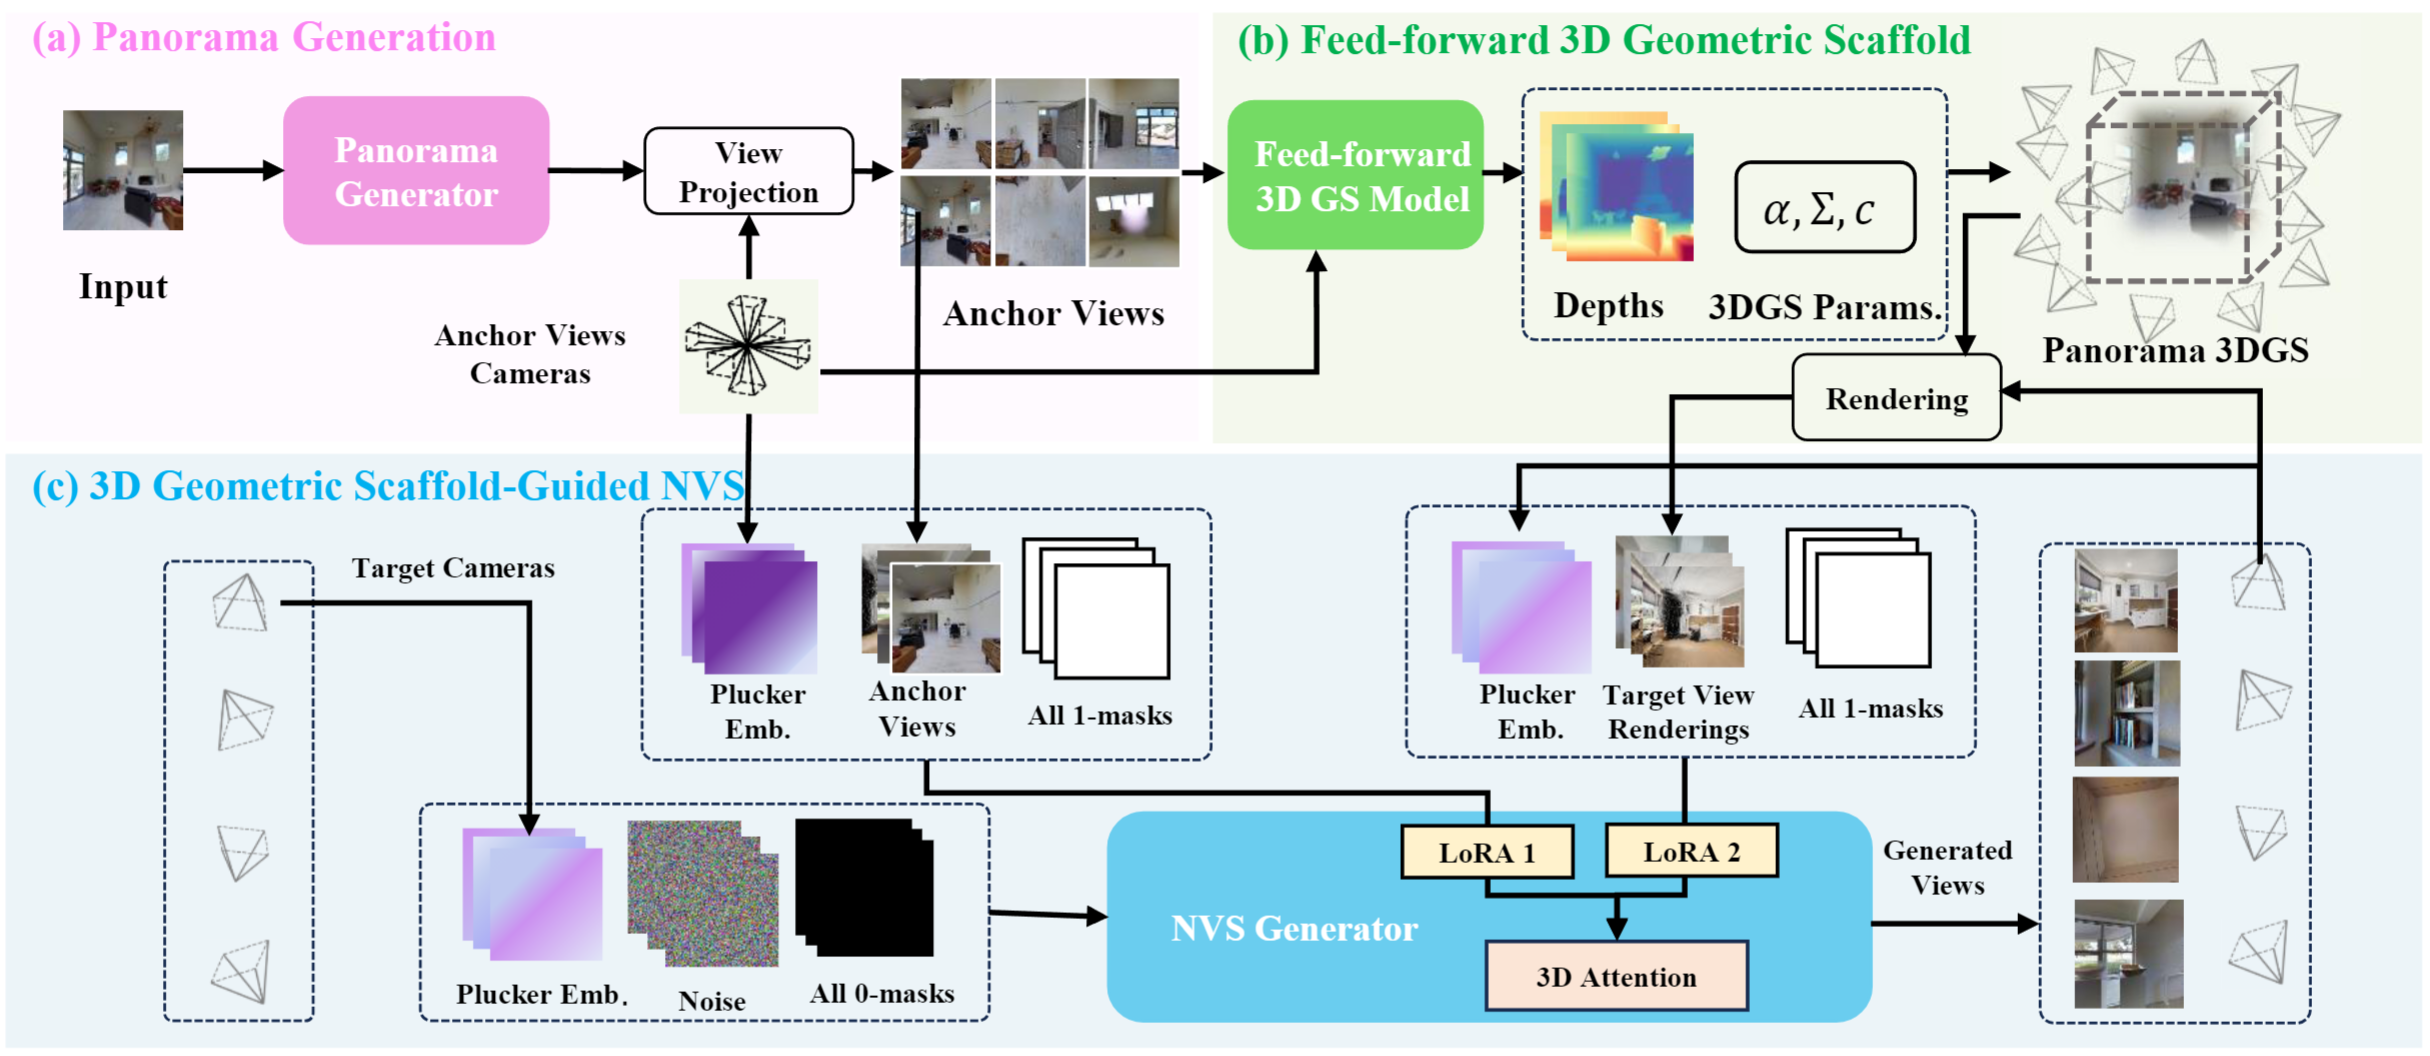 (a) Panorama Generation
Input
Panorama
Generator
View
Projection
Anchor Views
Cameras
Anchor Views
(b) Feed-forward 3D Geometric Scaffold
Feed-forward
3D GS Model
Depths
α, Σ, c
3DGS Params.
Panorama 3DGS
Rendering
(c) 3D Geometric Scaffold-Guided NVS
Target Cameras
Plucker
Emb.
Anchor
Views
All 1-masks
Plucker
Emb.
Target View
Renderings
All 1-masks
Plucker Emb.
Noise
All 0-masks
NVS Generator
LoRA 1
LoRA 2
3D Attention
Generated
Views